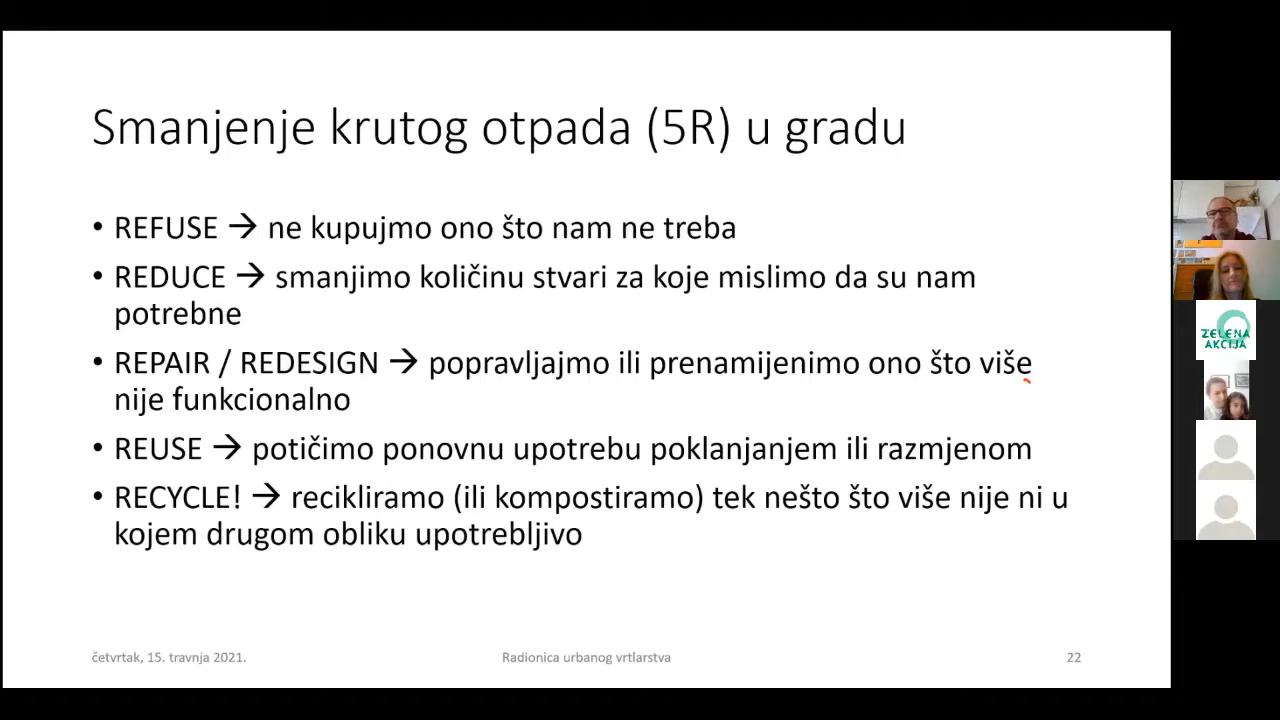 Smanjenje krutog otpada (5R) u gradu
• REFUSE → ne kupujmo ono što nam ne treba
• REDUCE → smanjimo količinu stvari za koje mislimo da su nam
potrebne
• REPAIR / REDESIGN → popravljajmo ili prenamijenimo ono što više
nije funkcionalno
• REUSE → potičimo ponovnu upotrebu poklanjanjem ili razmjenom
• RECYCLE! → recikliramo (ili kompostiramo) tek nešto što više nije ni u
kojem drugom obliku upotrebljivo
četvrtak, 15. travnja 2021.
Radionica urbanog vrtlarstva
22
ZELENA
AKCIJA